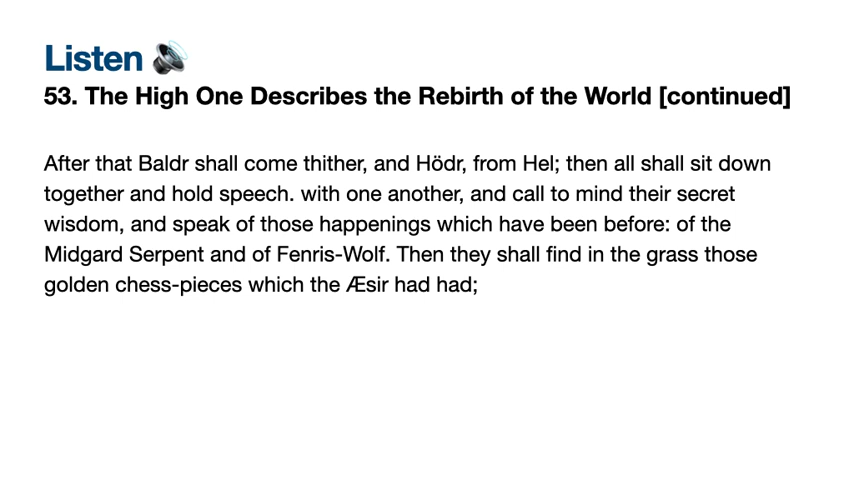 Listen
53. The High One Describes the Rebirth of the World [continued]
After that Baldr shall come thither, and Hödr, from Hel; then all shall sit down
together and hold speech. with one another, and call to mind their secret
wisdom, and speak of those happenings which have been before: of the
Midgard Serpent and of Fenris-Wolf. Then they shall find in the grass those
golden chess-pieces which the Æsir had had;